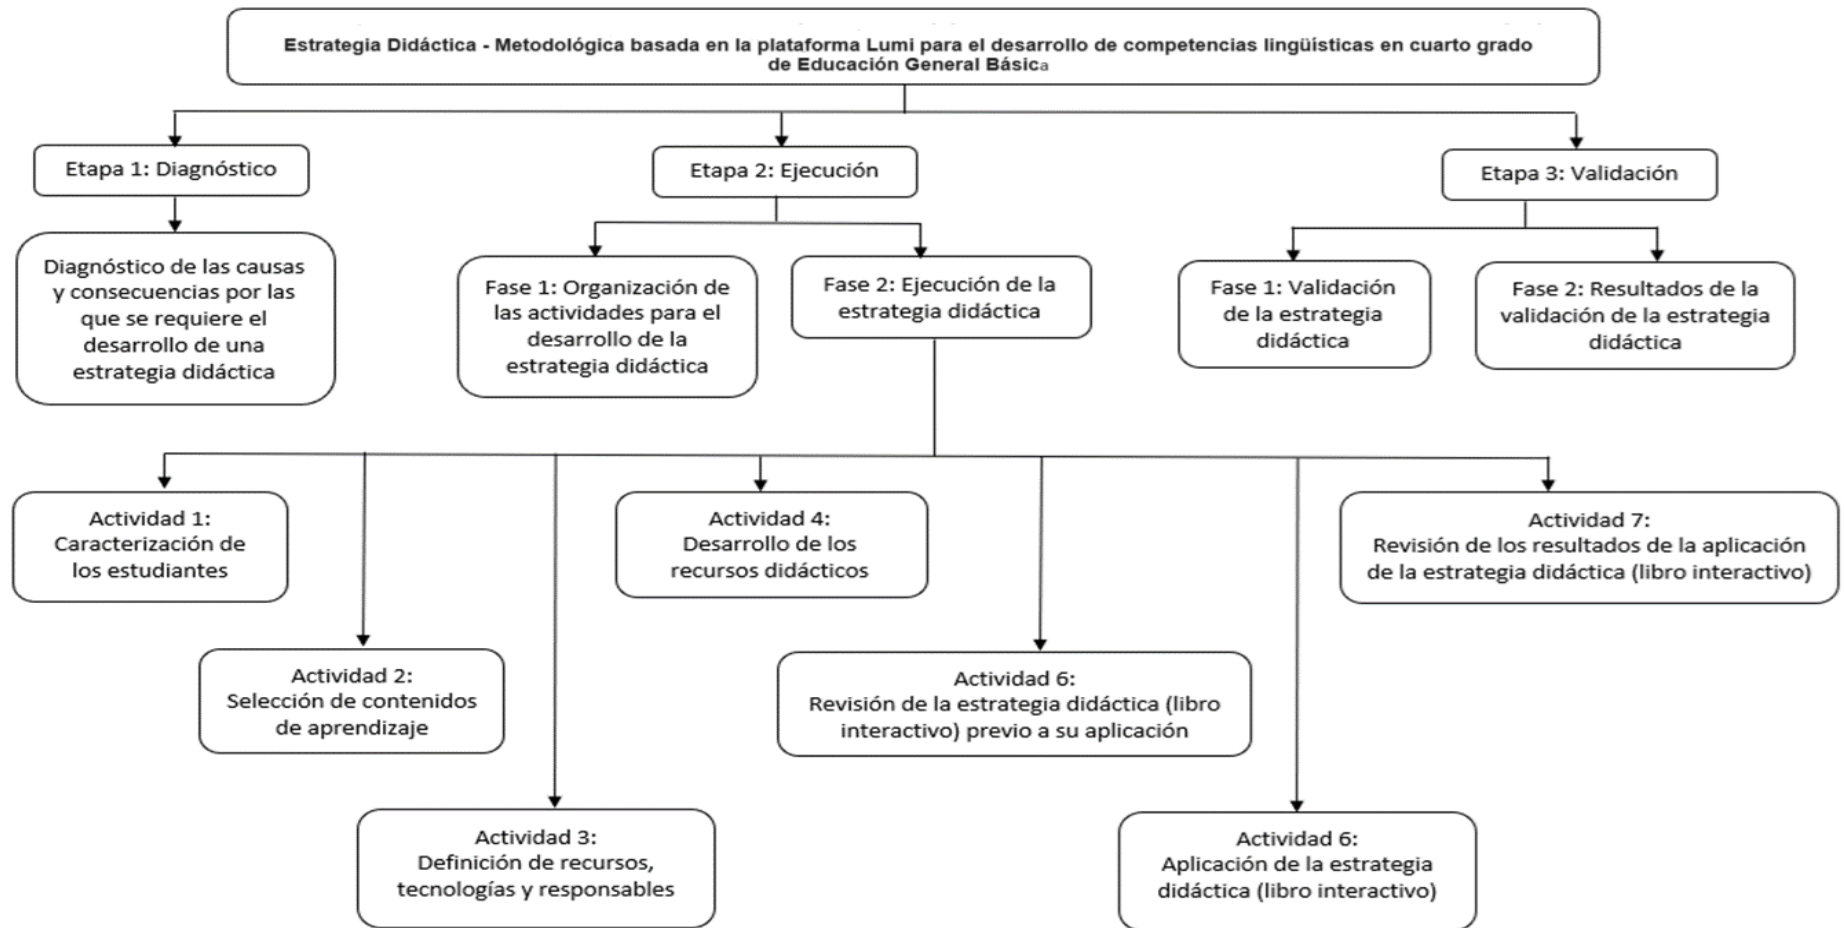 Estrategia Didáctica - Metodológica basada en la plataforma Lumi para el desarrollo de competencias lingüísticas en cuarto grado
de Educación General Básica
Etapa 1: Diagnóstico
Etapa 2: Ejecución
Etapa 3: Validación
Diagnóstico de las causas
y consecuencias por las
que se requiere el
desarrollo de una
estrategia didáctica
Fase 1: Organización de
las actividades para el
desarrollo de la
estrategia didáctica
Fase 2: Ejecución de la
estrategia didáctica
Fase 1: Validación
de la estrategia
didáctica
Fase 2: Resultados de la
validación de la estrategia
didáctica
Actividad 1:
Caracterización de
los estudiantes
Actividad 4:
Desarrollo de los
recursos didácticos
Actividad 7:
Revisión de los resultados de la aplicación
de la estrategia didáctica (libro interactivo)
Actividad 2:
Selección de contenidos
de aprendizaje
Actividad 6:
Revisión de la estrategia didáctica (libro
interactivo) previo a su aplicación
Actividad 3:
Definición de recursos,
tecnologías y responsables
Actividad 6:
Aplicación de la estrategia
didáctica (libro interactivo)